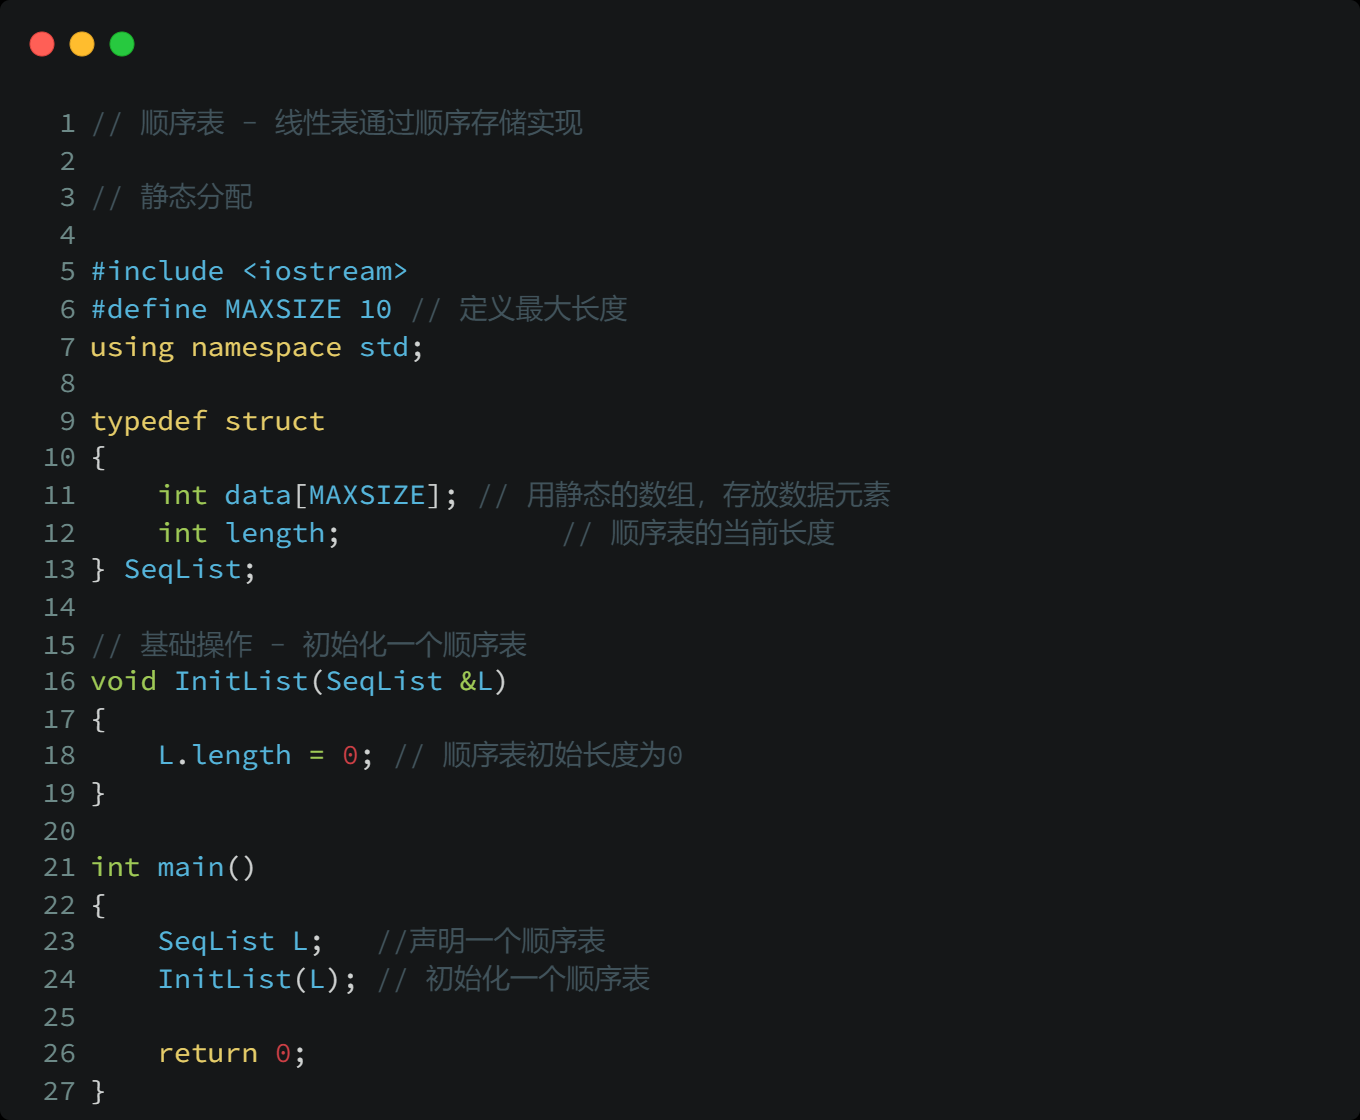 1 // 顺序表 - 线性表通过顺序存储实现
2
3 // 静态分配
4
5 #include <iostream>
6 #define MAXSIZE 10 // 定义最大长度
7 using namespace std;
8
9 typedef struct
10 {
11     int data[MAXSIZE]; // 用静态的数组，存放数据元素
12     int length;             // 顺序表的当前长度
13 } SeqList;
14
15 // 基础操作 - 初始化一个顺序表
16 void InitList(SeqList &L)
17 {
18     L.length = 0; // 顺序表初始长度为0
19 }
20
21 int main()
22 {
23     SeqList L;   //声明一个顺序表
24     InitList(L); // 初始化一个顺序表
25
26     return 0;
27 }